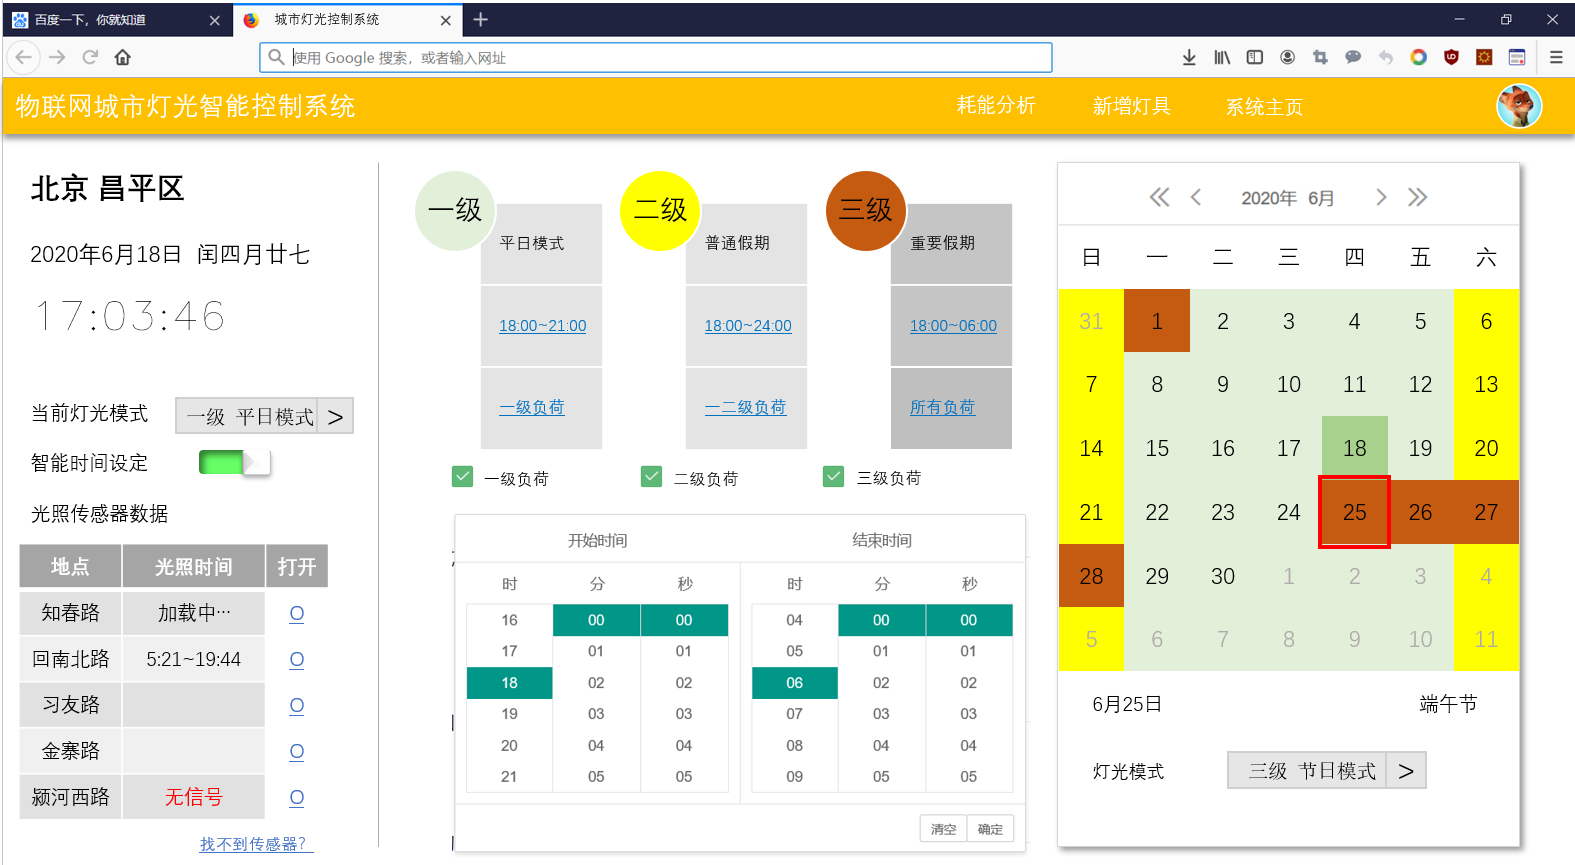 百度一下，你就知道
城市灯光控制系统
使用 Google 搜索，或者输入网址
物联网城市灯光智能控制系统
耗能分析 新增灯具 系统主页
北京 昌平区
2020年6月18日 闰四月廿七
17:03:46
当前灯光模式 一级 平日模式 >
智能时间设定
光照传感器数据
地点 光照时间 打开
知春路 加载中··· O
回南北路 5:21~19:44 O
习友路 O
金寨路 O
颍河西路 无信号 O
找不到传感器？
一级 二级 三级
平日模式 普通假期 重要假期
18:00~21:00 18:00~24:00 18:00~06:00
一级负荷 一二级负荷 所有负荷
一级负荷 二级负荷 三级负荷
开始时间 结束时间
时 分 秒 时 分 秒
16 00 00 04 00 00
17 01 01 05 01 01
18 02 02 06 02 02
19 03 03 07 03 03
20 04 04 08 04 04
21 05 05 09 05 05
清空 确定
2020年 6月
日 一 二 三 四 五 六
31 1 2 3 4 5 6
7 8 9 10 11 12 13
14 15 16 17 18 19 20
21 22 23 24 25 26 27
28 29 30 1 2 3 4
5 6 7 8 9 10 11
6月25日 端午节
灯光模式 三级 节日模式 >